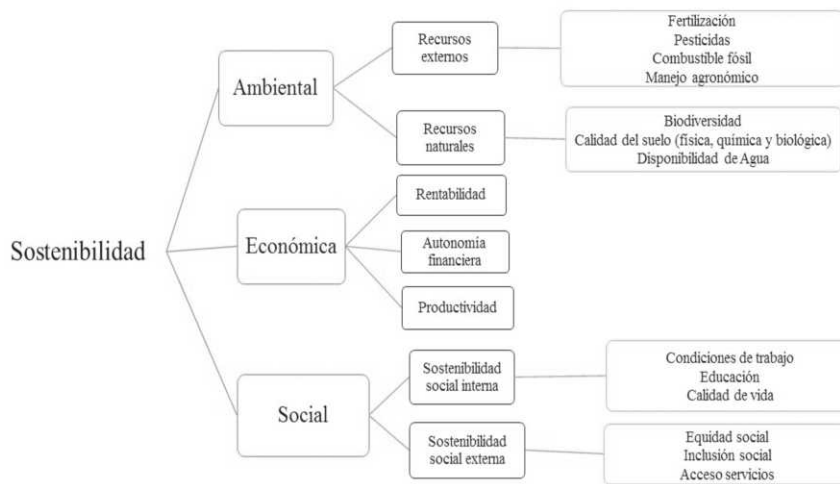 Sostenibilidad
Ambiental
Recursos
externos
Fertilización
Pesticidas
Combustible fósil
Manejo agronómico
Recursos
naturales
Biodiversidad
Calidad del suelo (física, química y biológica)
Disponibilidad de Agua
Económica
Rentabilidad
Autonomía
financiera
Productividad
Social
Sostenibilidad
social interna
Condiciones de trabajo
Educación
Calidad de vida
Sostenibilidad
social externa
Equidad social
Inclusión social
Acceso servicios